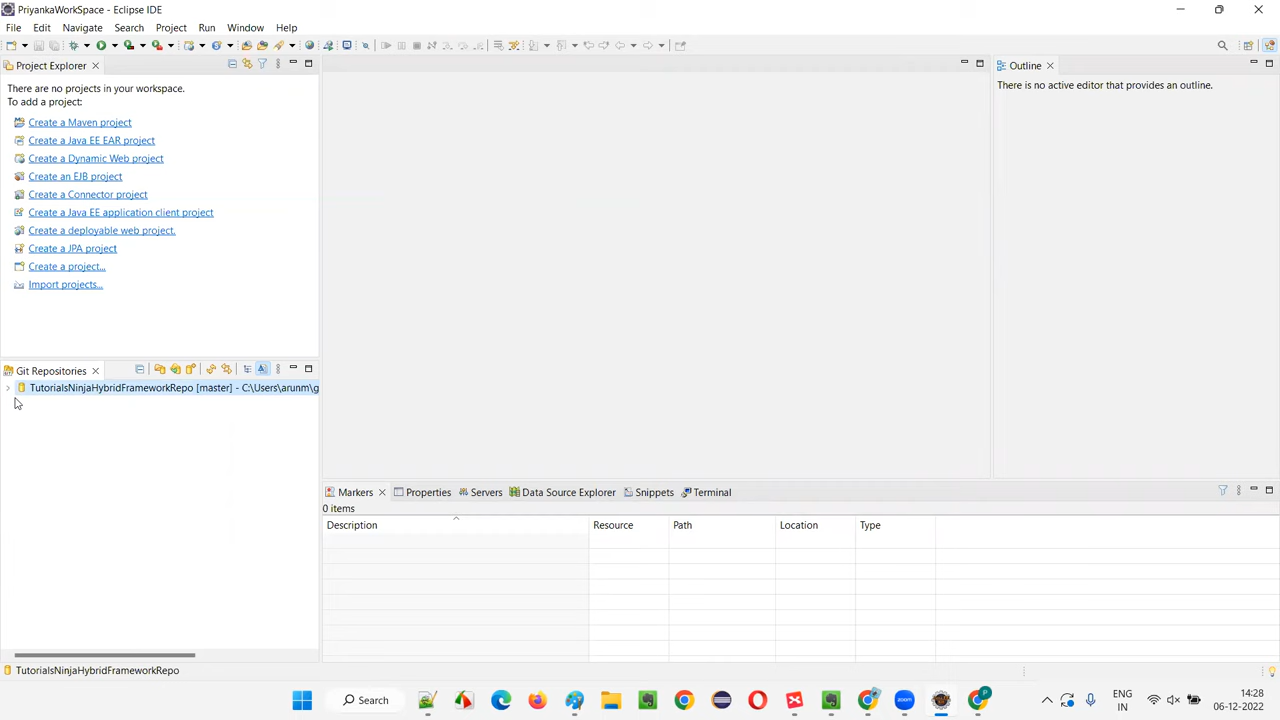 PriyankaWorkSpace - Eclipse IDE
File Edit Navigate Search Project Run Window Help
Project Explorer
There are no projects in your workspace.
To add a project:
Create a Maven project
Create a Java EE EAR project
Create a Dynamic Web project
Create an EJB project
Create a Connector project
Create a Java EE application client project
Create a deployable web project.
Create a JPA project
Create a project...
Import projects...
Outline
There is no active editor that provides an outline.
Git Repositories
TutorialsNinjaHybridFrameworkRepo [master] - C:\Users\arunm\g
Markers Properties Servers Data Source Explorer Snippets Terminal
0 items
Description Resource Path Location Type
TutorialsNinjaHybridFrameworkRepo
Search
zoom
ENG
IN
14:28
06-12-2022